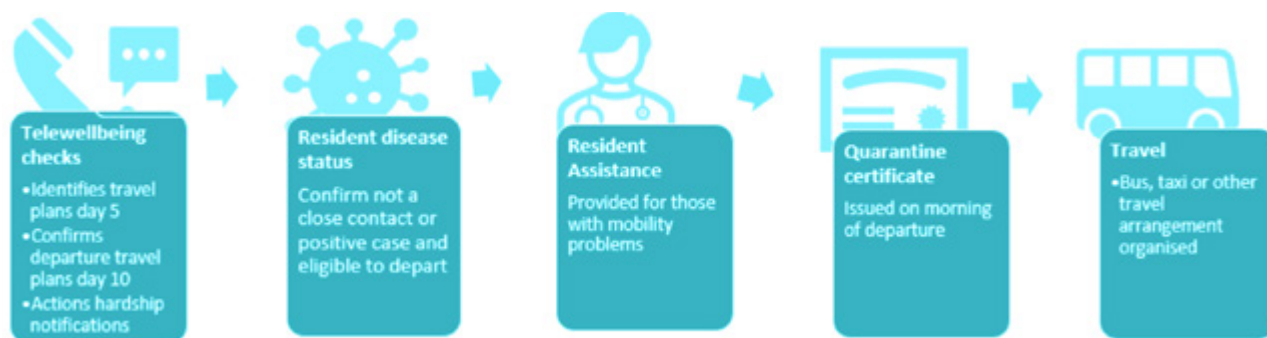 Telewellbeing
checks
•Identifies travel
plans day 5
•Confirms
departure travel
plans day 10
•Actions hardship
notifications
Resident disease
status
Confirm not a
close contact or
positive case and
eligible to depart
Resident
Assistance
Provided for those
with mobility
problems
Quarantine
certificate
Issued on morning
of departure
Travel
•Bus, taxi or other
travel
arrangement
organised